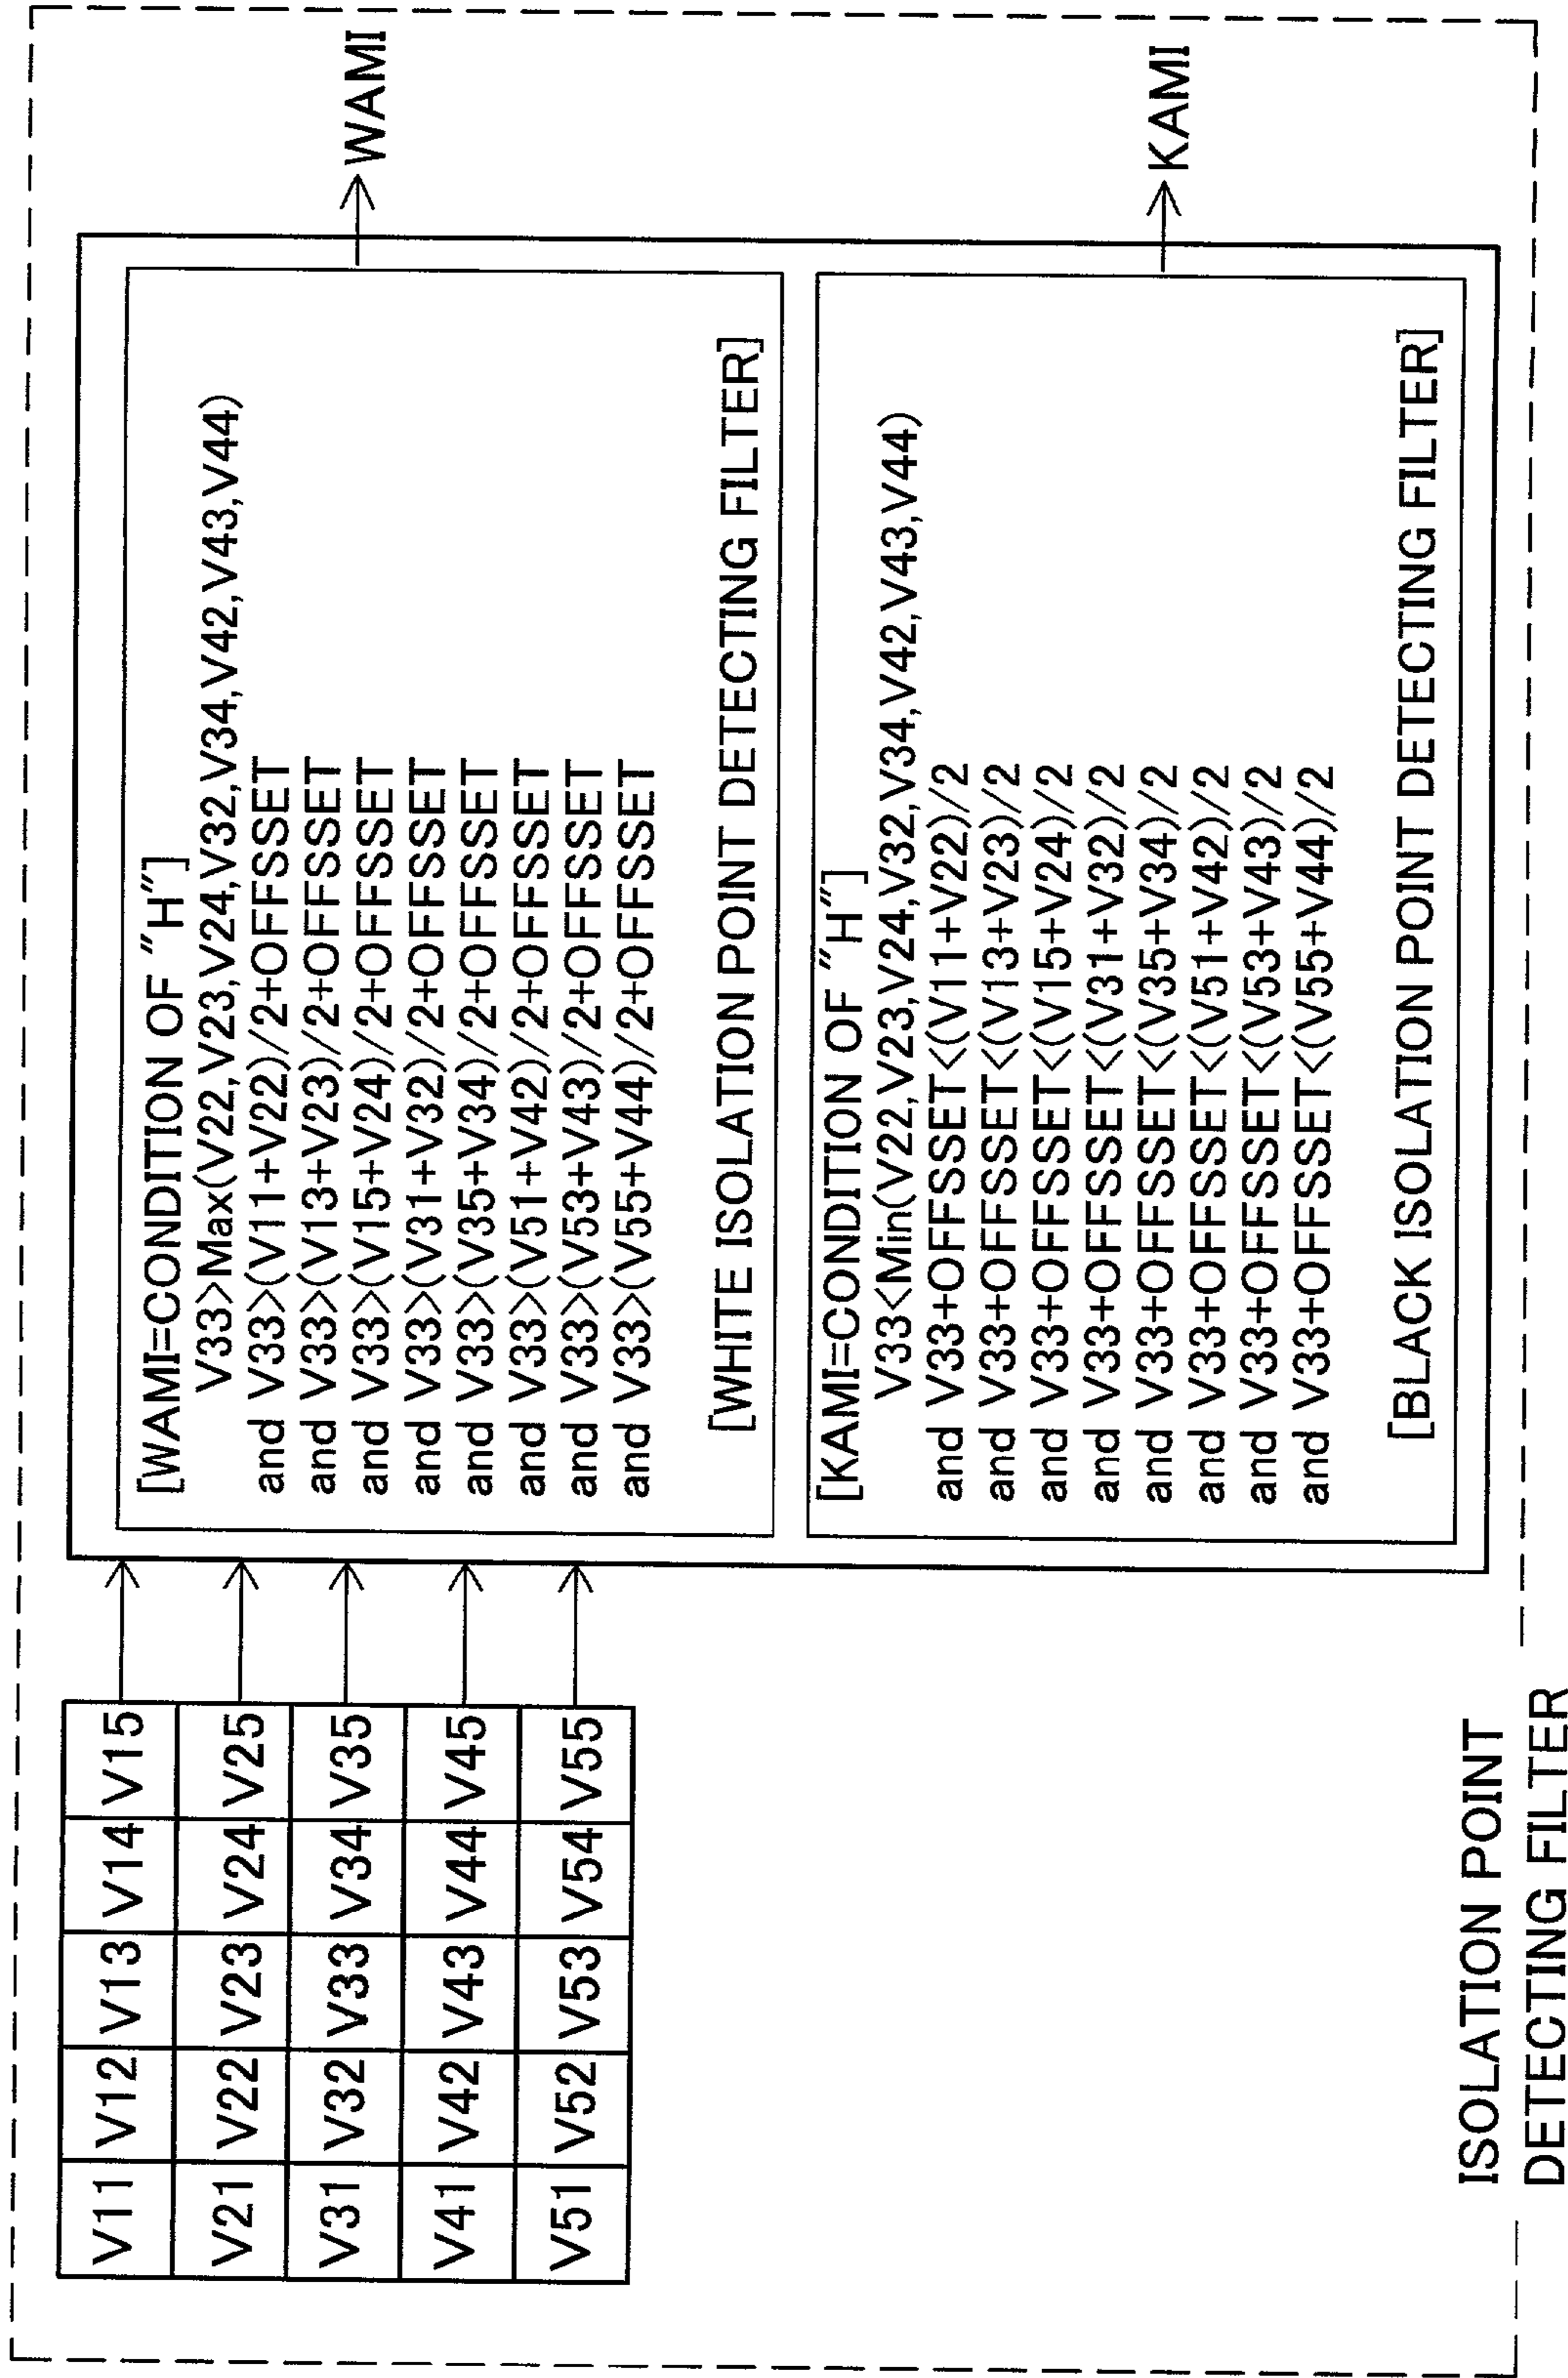 V11 V12 V13 V14 V15
V21 V22 V23 V24 V25
V31 V32 V33 V34 V35
V41 V42 V43 V44 V45
V51 V52 V53 V54 V55
[WAMI=CONDITION OF "H"]
V33>Max(V22,V23,V24,V32,V34,V42,V43,V44)
and V33>(V11+V22)/2+OFFSSET
and V33>(V13+V23)/2+OFFSSET
and V33>(V15+V24)/2+OFFSSET
and V33>(V31+V32)/2+OFFSSET
and V33>(V35+V34)/2+OFFSSET
and V33>(V51+V42)/2+OFFSSET
and V33>(V53+V43)/2+OFFSSET
and V33>(V55+V44)/2+OFFSSET
[WHITE ISOLATION POINT DETECTING FILTER]
WAMI
[KAMI=CONDITION OF "H"]
V33<Min(V22,V23,V24,V32,V34,V42,V43,V44)
and V33+OFFSSET<(V11+V22)/2
and V33+OFFSSET<(V13+V23)/2
and V33+OFFSSET<(V15+V24)/2
and V33+OFFSSET<(V31+V32)/2
and V33+OFFSSET<(V35+V34)/2
and V33+OFFSSET<(V51+V42)/2
and V33+OFFSSET<(V53+V43)/2
and V33+OFFSSET<(V55+V44)/2
[BLACK ISOLATION POINT DETECTING FILTER]
KAMI
ISOLATION POINT
DETECTING FILTER